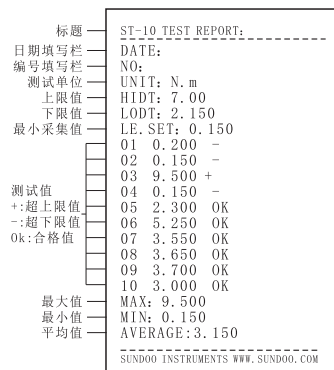 标题 ST-10 TEST REPORT:
日期填写栏 DATE:
编号填写栏 NO:
测试单位 UNIT: N.m
上限值 HIDT: 7.00
下限值 LODT: 2.150
最小采集值 LE.SET: 0.150
01 0.200 -
02 0.150 -
03 9.500 +
测试值 04 0.150 -
+:超上限值 05 2.300 OK
-:超下限值 06 5.250 OK
Ok:合格值 07 3.550 OK
08 3.650 OK
09 3.700 OK
10 3.000 OK
最大值 MAX: 9.500
最小值 MIN: 0.150
平均值 AVERAGE:3.150
SUNDOO INSTRUMENTS WWW.SUNDOO.COM